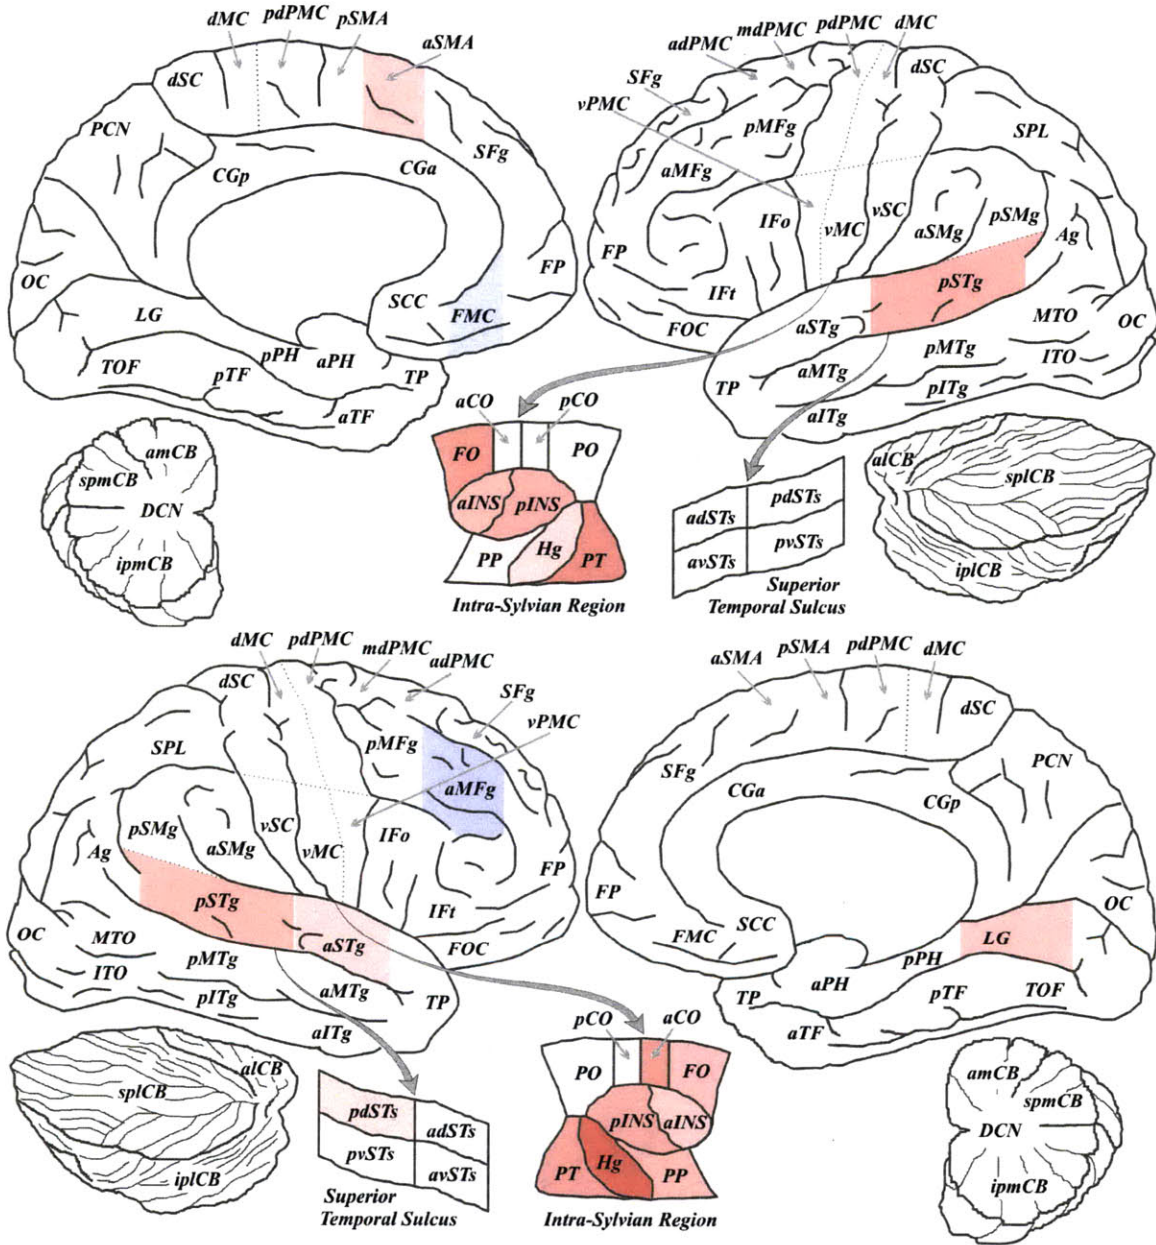 dMC
pdPMC
pSMA
aSMA
dSC
PCN
CGp
CGa
SFg
OC
LG
SCC
FMC
FP
TOF
pPH
aPH
pTF
TP
aTF
pdPMC
dMC
mdPMC
adPMC
SFg
vPMC
dSC
pMFg
SPL
aMFg
IFo
vMC
vSC
aSMg
pSMg
Ag
FP
IFt
pSTg
FOC
aSTg
MTO
OC
pMTg
ITO
TP
aMTg
pITg
aITg
amCB
spmCB
DCN
ipmCB
aCO
pCO
FO
PO
aINS
pINS
PP
Hg
PT
Intra-Sylvian Region
adSTs
pdSTs
avSTs
pvSTs
Superior
Temporal Sulcus
alCB
splCB
iplCB
dMC
pdPMC
mdPMC
adPMC
SFg
vPMC
dSC
SPL
pMFg
aMFg
pSMg
aSMg
vSC
vMC
IFo
Ag
FP
pSTg
IFt
OC
MTO
aSTg
FOC
pMTg
ITO
aMTg
TP
pITg
aITg
aSMA
pSMA
pdPMC
dMC
dSC
SFg
CGa
CGp
PCN
FP
SCC
FMC
LG
OC
pPH
aPH
TP
pTF
TOF
aTF
alCB
splCB
iplCB
pdSTs
adSTs
pvSTs
avSTs
Superior
Temporal Sulcus
pCO
aCO
PO
FO
pINS
aINS
PT
Hg
PP
Intra-Sylvian Region
amCB
spmCB
DCN
ipmCB